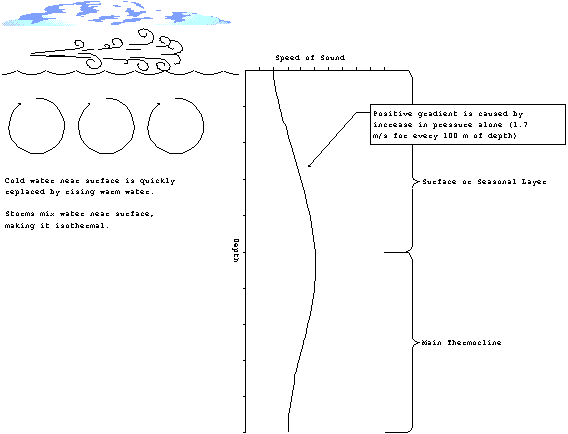 Speed of Sound
Positive gradient is caused by
increase in pressure alone (1.7
m/s for every 100 m of depth)
Cold water near surface is quickly
replaced by rising warm water.
Storms mix water near surface,
making it isothermal.
Surface or Seasonal Layer
Depth
Main Thermocline